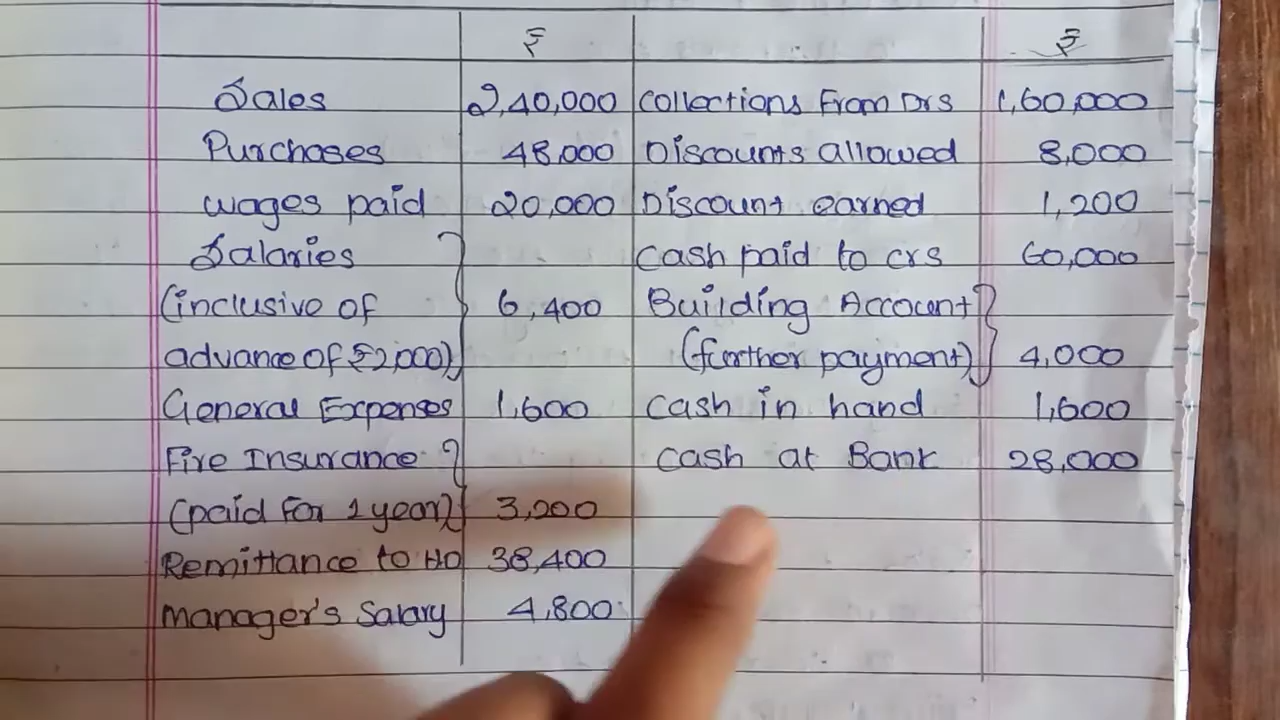 ₹ ₹
Sales 2,40,000 Collections From Drs 1,60,000
Purchases 48,000 Discounts allowed 8,000
wages paid 20,000 Discount earned 1,200
Salaries Cash paid to crs 60,000
(inclusive of 6,400 Building Account
advance of ₹2,000) (further payment) 4,000
General Expenses 1,600 Cash in hand 1,600
Fire Insurance Cash at Bank 28,000
(paid for 1 year) 3,200
Remittance to HO 38,400
Manager's Salary 4,800